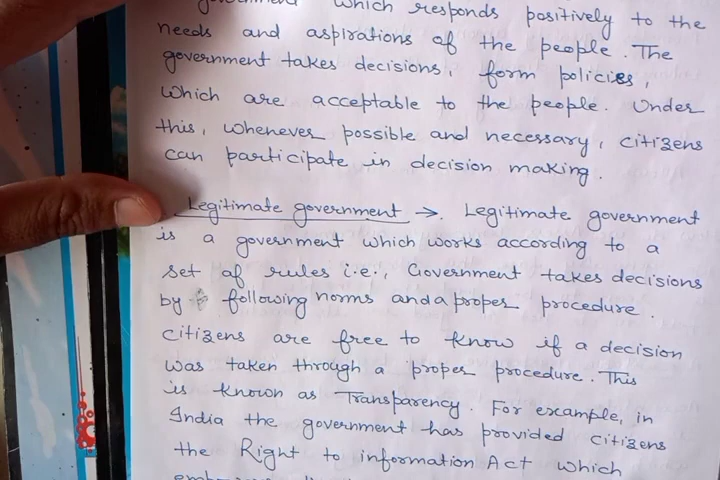 government which responds positively to the
needs and aspirations of the people. The
government takes decisions, form policies,
which are acceptable to the people. Under
this, whenever possible and necessary, citizens
can participate in decision making.
Legitimate government →. Legitimate government
is a government which works according to a
set of rules i.e., Government takes decisions
by following norms and a proper procedure.
Citizens are free to know if a decision
was taken through a proper procedure. This
is known as Transparency. For example, in
India the government has provided citizens
the Right to information Act which